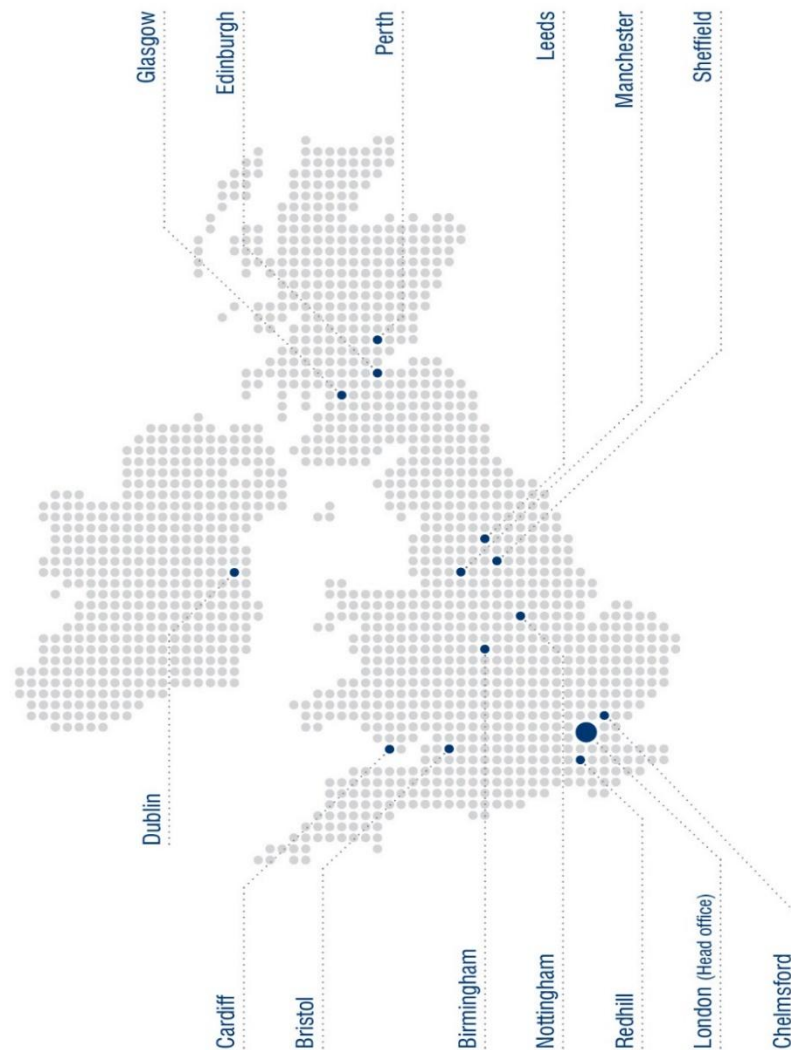 Glasgow
Edinburgh
Perth
Leeds
Manchester
Sheffield
Dublin
Cardiff
Bristol
Birmingham
Nottingham
Redhill
London (Head office)
Chelmsford